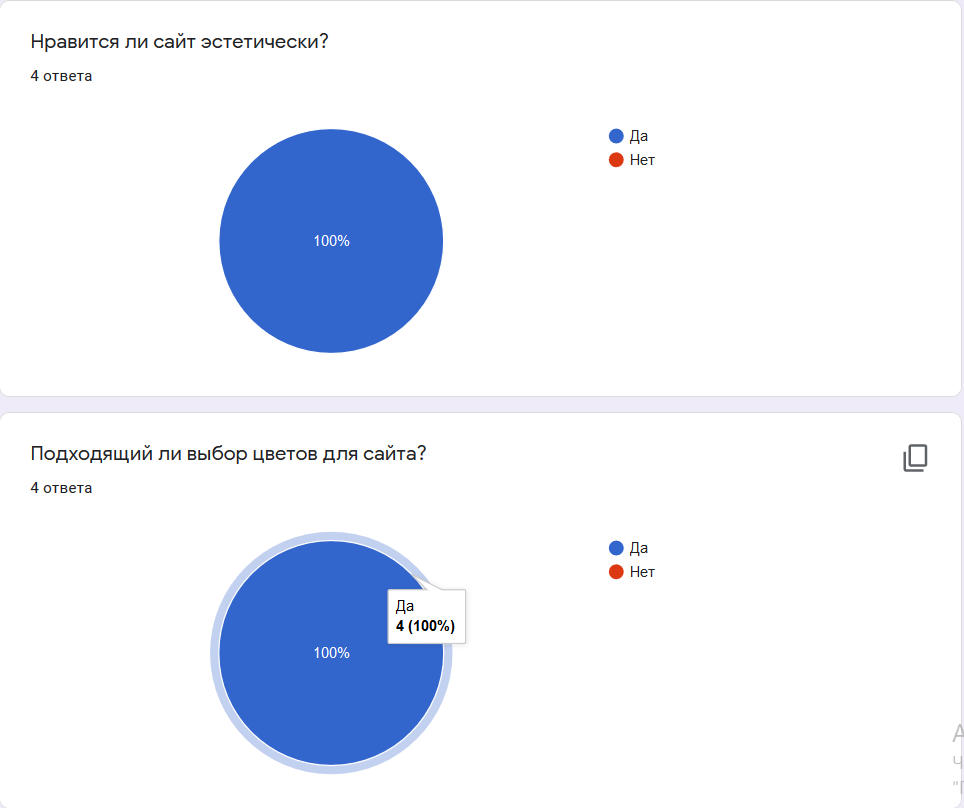 Нравится ли сайт эстетически?
4 ответа
Да
Нет
100%
Подходящий ли выбор цветов для сайта?
4 ответа
Да
Нет
Да
4 (100%)
100%